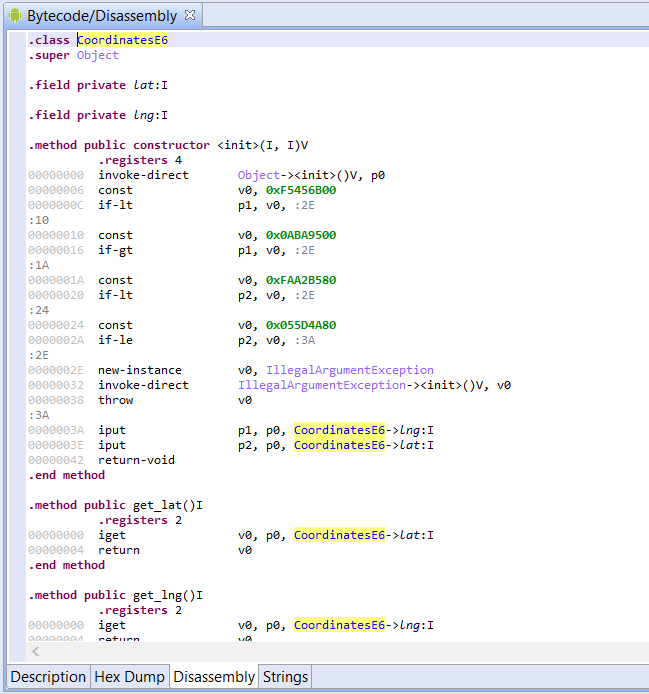 Bytecode/Disassembly
.class CoordinatesE6
.super Object
.field private lat:I
.field private lng:I
.method public constructor <init>(I, I)V
.registers 4
00000000 invoke-direct Object-><init>()V, p0
00000006 const v0, 0xF5456B00
0000000C if-lt p1, v0, :2E
:10
00000010 const v0, 0x0ABA9500
00000016 if-gt p1, v0, :2E
:1A
0000001A const v0, 0xFAA2B580
00000020 if-lt p2, v0, :2E
:24
00000024 const v0, 0x055D4A80
0000002A if-le p2, v0, :3A
:2E
0000002E new-instance v0, IllegalArgumentException
00000032 invoke-direct IllegalArgumentException-><init>()V, v0
00000038 throw v0
:3A
0000003A iput p1, p0, CoordinatesE6->lng:I
0000003E iput p2, p0, CoordinatesE6->lat:I
00000042 return-void
.end method
.method public get_lat()I
.registers 2
00000000 iget v0, p0, CoordinatesE6->lat:I
00000004 return v0
.end method
.method public get_lng()I
.registers 2
00000000 iget v0, p0, CoordinatesE6->lng:I
00000004 return v0
Description Hex Dump Disassembly Strings